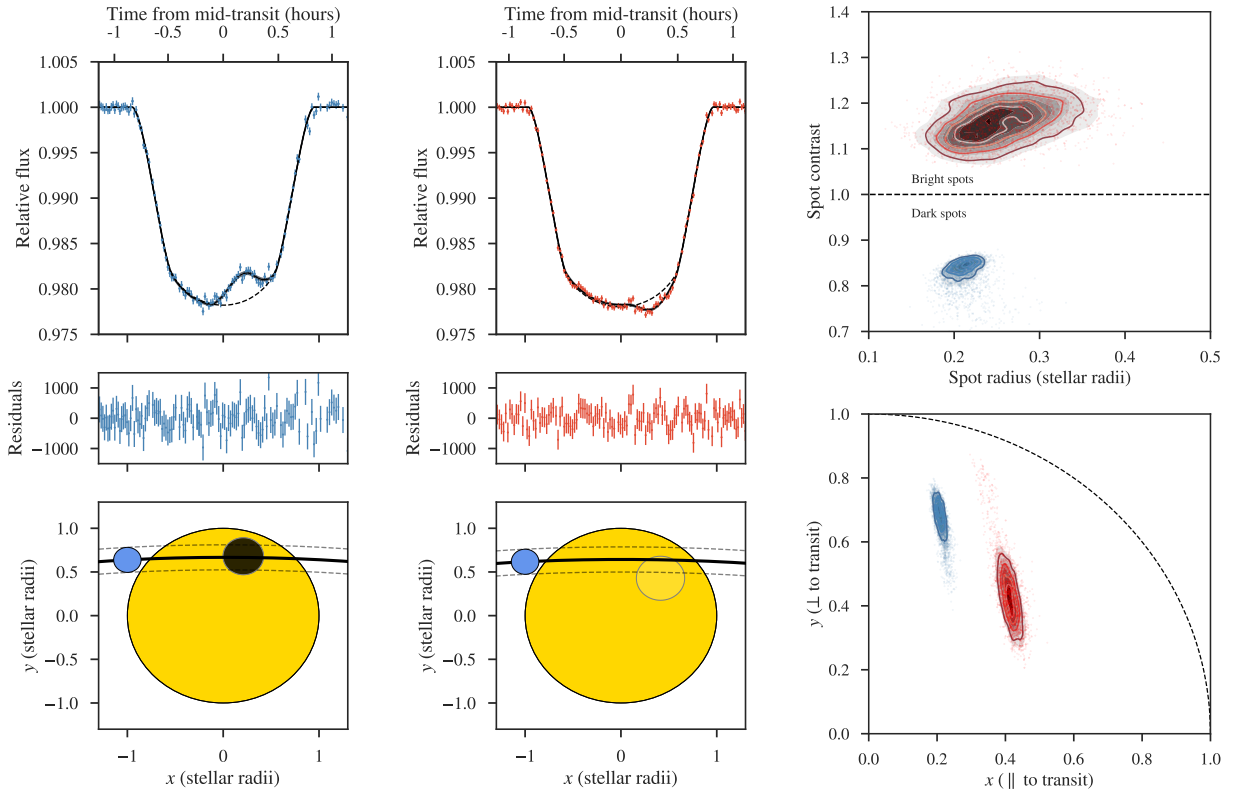 Time from mid-transit (hours)
-1 -0.5 0 0.5 1
1.005
1.000
0.995
0.990
0.985
0.980
0.975
Relative flux
1000
0
−1000
Residuals
1.0
0.5
0.0
−0.5
−1.0
y (stellar radii)
−1 0 1
x (stellar radii)
Time from mid-transit (hours)
-1 -0.5 0 0.5 1
1.005
1.000
0.995
0.990
0.985
0.980
0.975
Relative flux
1000
0
−1000
Residuals
1.0
0.5
0.0
−0.5
−1.0
y (stellar radii)
−1 0 1
x (stellar radii)
1.4
1.3
1.2
1.1
1.0
0.9
0.8
0.7
Spot contrast
Bright spots
Dark spots
0.1 0.2 0.3 0.4 0.5
Spot radius (stellar radii)
1.0
0.8
0.6
0.4
0.2
0.0
y (⊥ to transit)
0.0 0.2 0.4 0.6 0.8 1.0
x (∥ to transit)